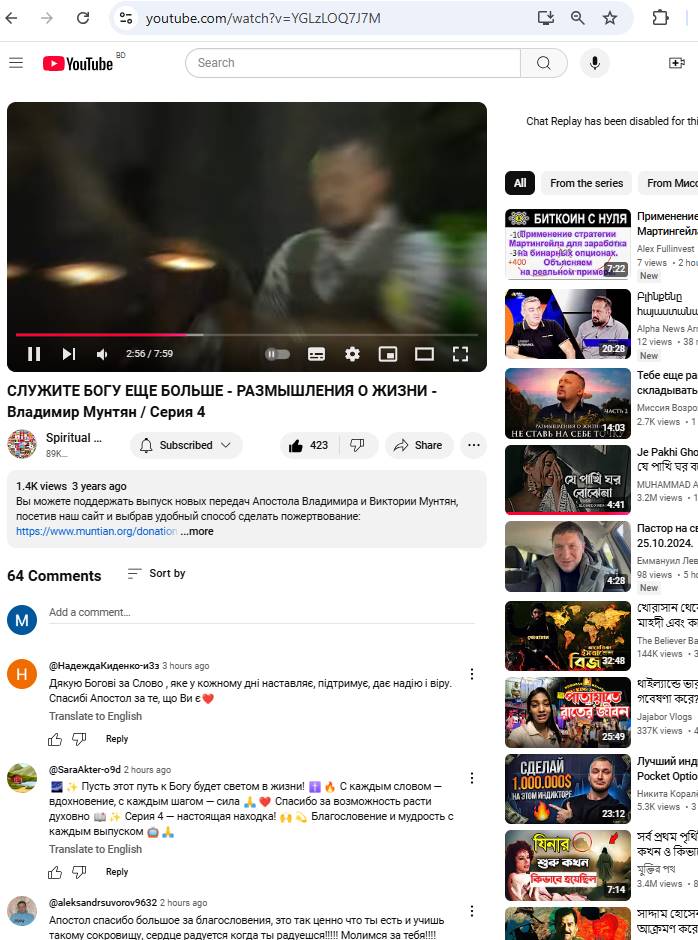 youtube.com/watch?v=YGLzLOQ7J7M
YouTube BD
Search
Chat Replay has been disabled for thi
All
From the series
From Мисс
2:56 / 7:59
СЛУЖИТЕ БОГУ ЕЩЕ БОЛЬШЕ - РАЗМЫШЛЕНИЯ О ЖИЗНИ -
Владимир Мунтян / Серия 4
Spiritual ...
89K...
Subscribed
423
Share
1.4K views 3 years ago
Вы можете поддержать выпуск новых передач Апостола Владимира и Виктории Мунтян,
посетив наш сайт и выбрав удобный способ сделать пожертвование:
https://www.muntian.org/donation ...more
64 Comments
Sort by
M
Add a comment...
Н
@НадеждаКиденко-и3з 3 hours ago
Дякую Богові за Слово , яке у кожному дні наставляє, підтримує, дає надію і віру.
Спасибі Апостол за те, що Ви є❤️
Translate to English
Reply
@SaraAkter-o9d 2 hours ago
🌌 ✨ Пусть этот путь к Богу будет светом в жизни! ✝️ 🔥 С каждым словом —
вдохновение, с каждым шагом — сила 🙏 ❤️ Спасибо за возможность расти
духовно 📖 ✨ Серия 4 — настоящая находка! 🙌 💫 Благословение и мудрость с
каждым выпуском 📺 🙏
Translate to English
Reply
@aleksandrsuvorov9632 2 hours ago
Апостол спасибо большое за благословения, это так ценно что ты есть и учишь
такому сокровищу, сердце радуется когда ты радуешся!!!!! Молимся за тебя!!!!
БИТКОИН С НУЛЯ
Применение стратегии
Мартингейла для заработка
на бинарных опционах.
Объясняем
на реальном примере
+400
7:22
Применение
Мартингейл
Alex Fullinvest
7 views • 2 hou
New
20:28
Բլինքենը
հայաստանս
Alpha News Arr
12 views • 38 r
New
ЧАСТЬ 2
РАЗМЫШЛЕНИЯ О ЖИЗНИ
НЕ СТАВЬ НА СЕБЕ ТОЧКУ
14:03
Тебе еще ра
складывать
Миссия Возро
2.7K views • 1
যে পাখি ঘর
বোঝেনা
4:41
Je Pakhi Gho
যে পাখি ঘর ব
MUHAMMAD A
3.2M views • 1
4:28
Пастор на св
25.10.2024.
Еммануил Лев
98 views • 5 ho
New
বিজ
32:48
খোরাসান থেকে
মাহদী এবং ক
The Believer Ba
144K views • 3
পাতায়াতে
রাতের জীবন
25:49
থাইল্যান্ডে ভার
গবেষণা করে?
Jajabor Vlogs
337K views • 4
СДЕЛАЙ
1.000.000$
НА ЭТОМ ИНДИКТОРЕ
23:12
Лучший инди
Pocket Optio
Никита Коралё
5.3K views • 3
যিনার
শুরু কখন
কিভাবে হয়েছিল
7:14
সর্ব প্রথম পৃথি
কখন ও কিভা
মুক্তির পথ
3.4M views • 8
সাদ্দাম হোসেন
আক্রমণ করে